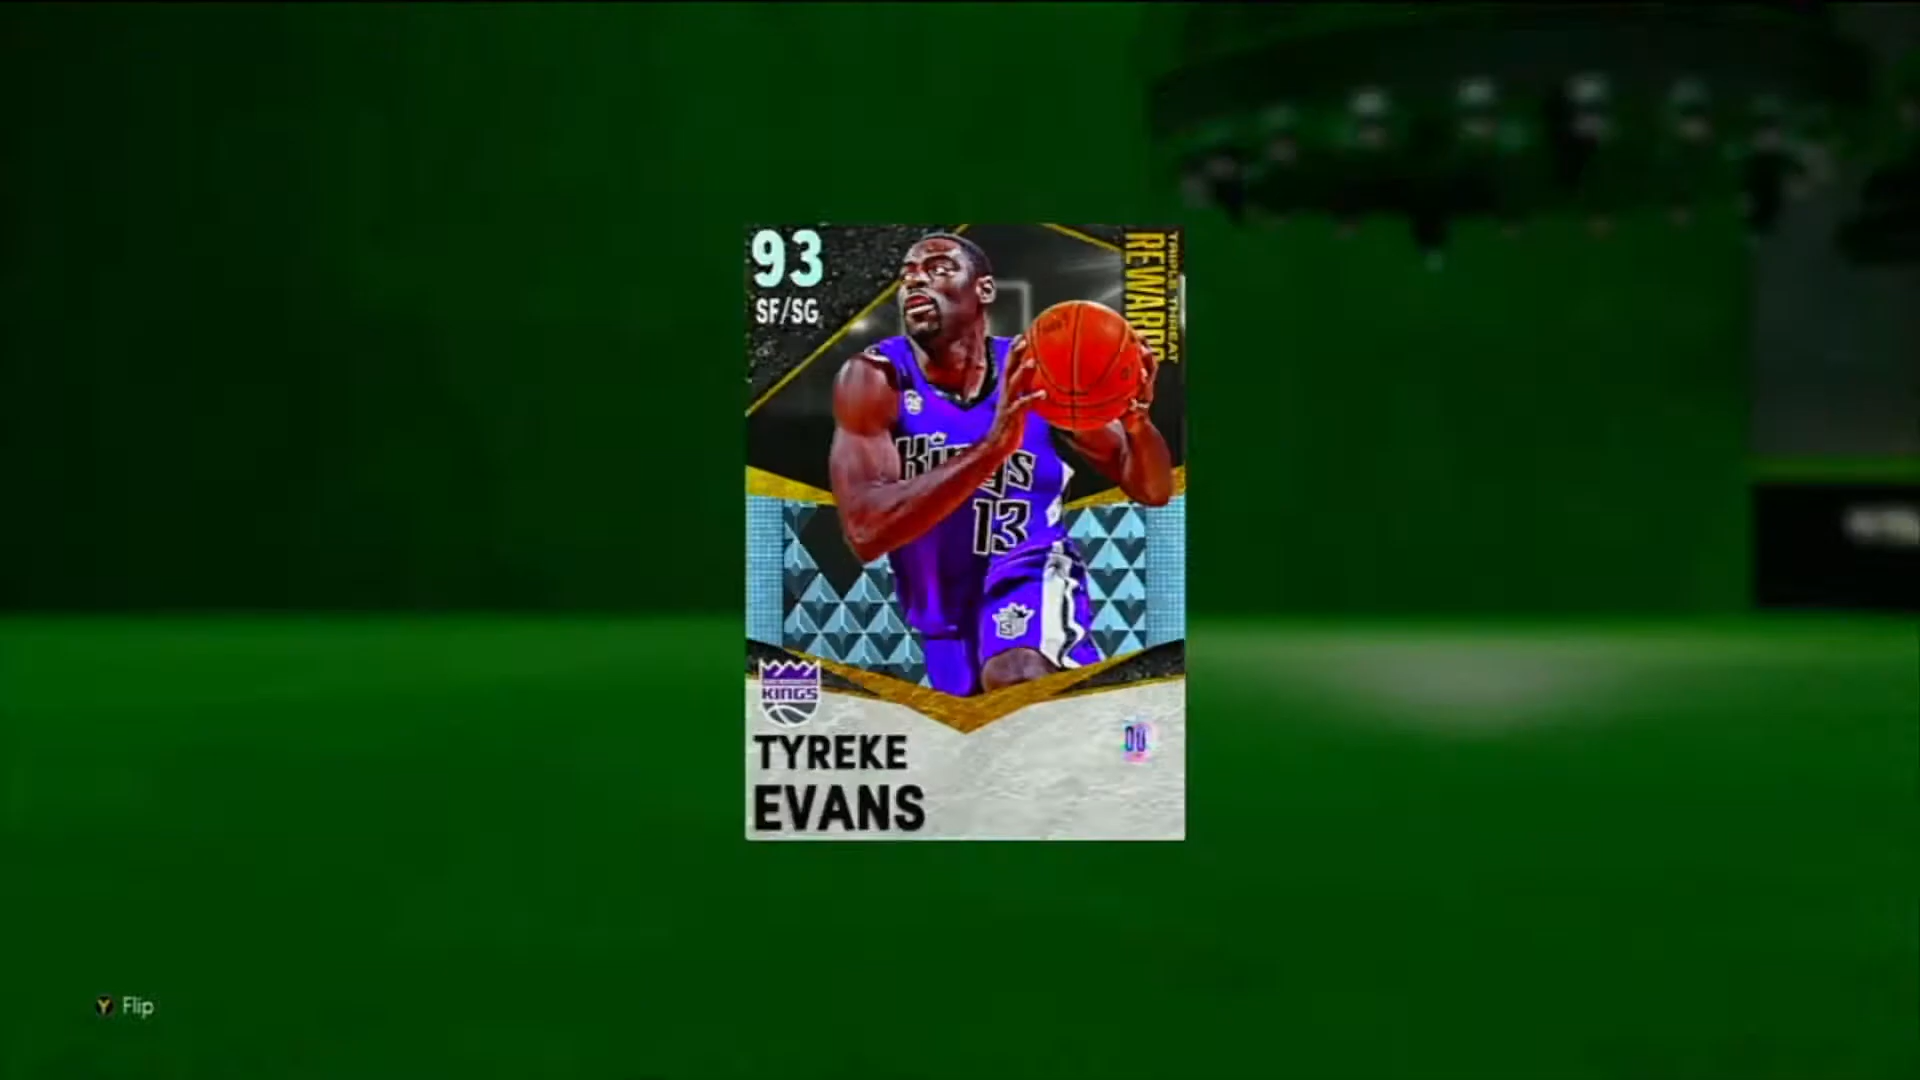 93
SF/SG
TRIPLE THREAT
REWARDS
Kings
13
KINGS
TYREKE
EVANS
Y Flip